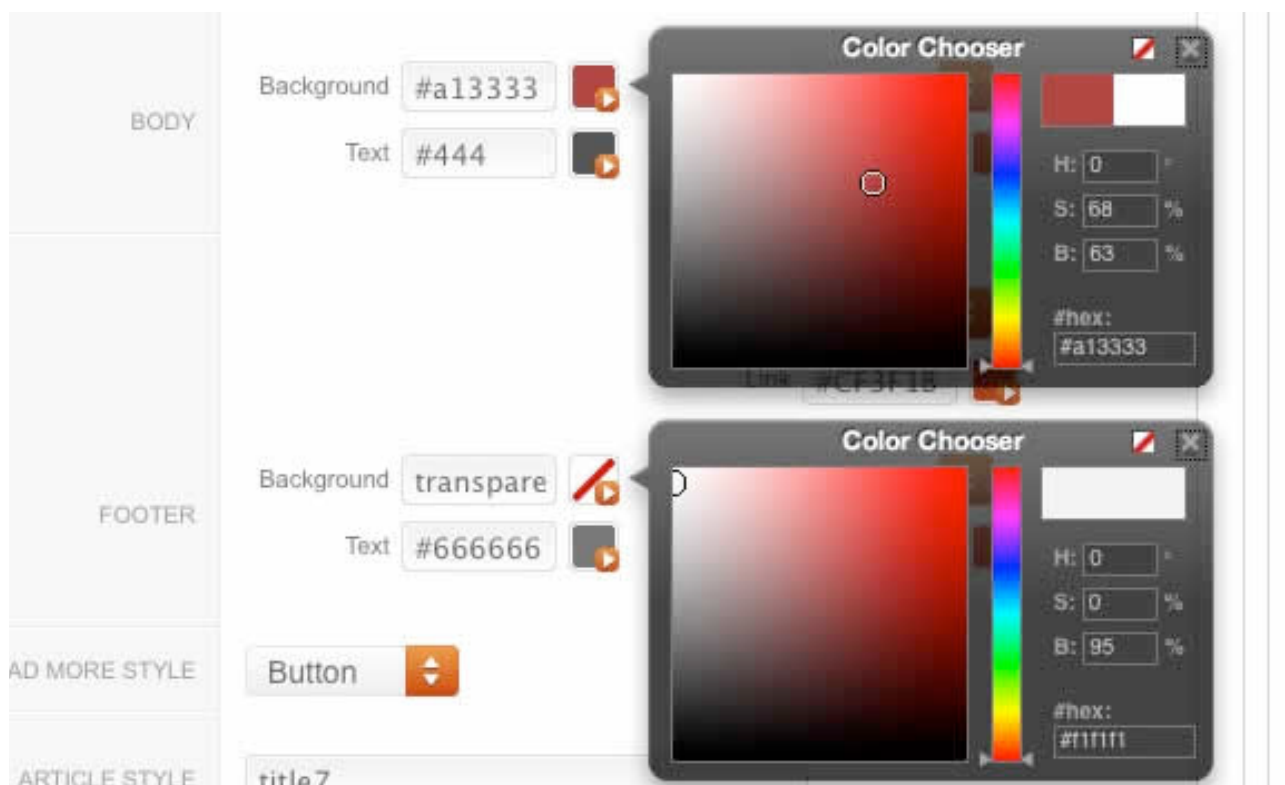 Color Chooser
Background #a13333
BODY
Text #444
H: 0 °
S: 68 %
B: 63 %
#hex:
#a13333
Link #CF3F1B
Color Chooser
Background transpare
FOOTER
Text #666666
H: 0 °
S: 0 %
B: 95 %
#hex:
#f1f1f1
AD MORE STYLE Button
ARTICLE STYLE title7